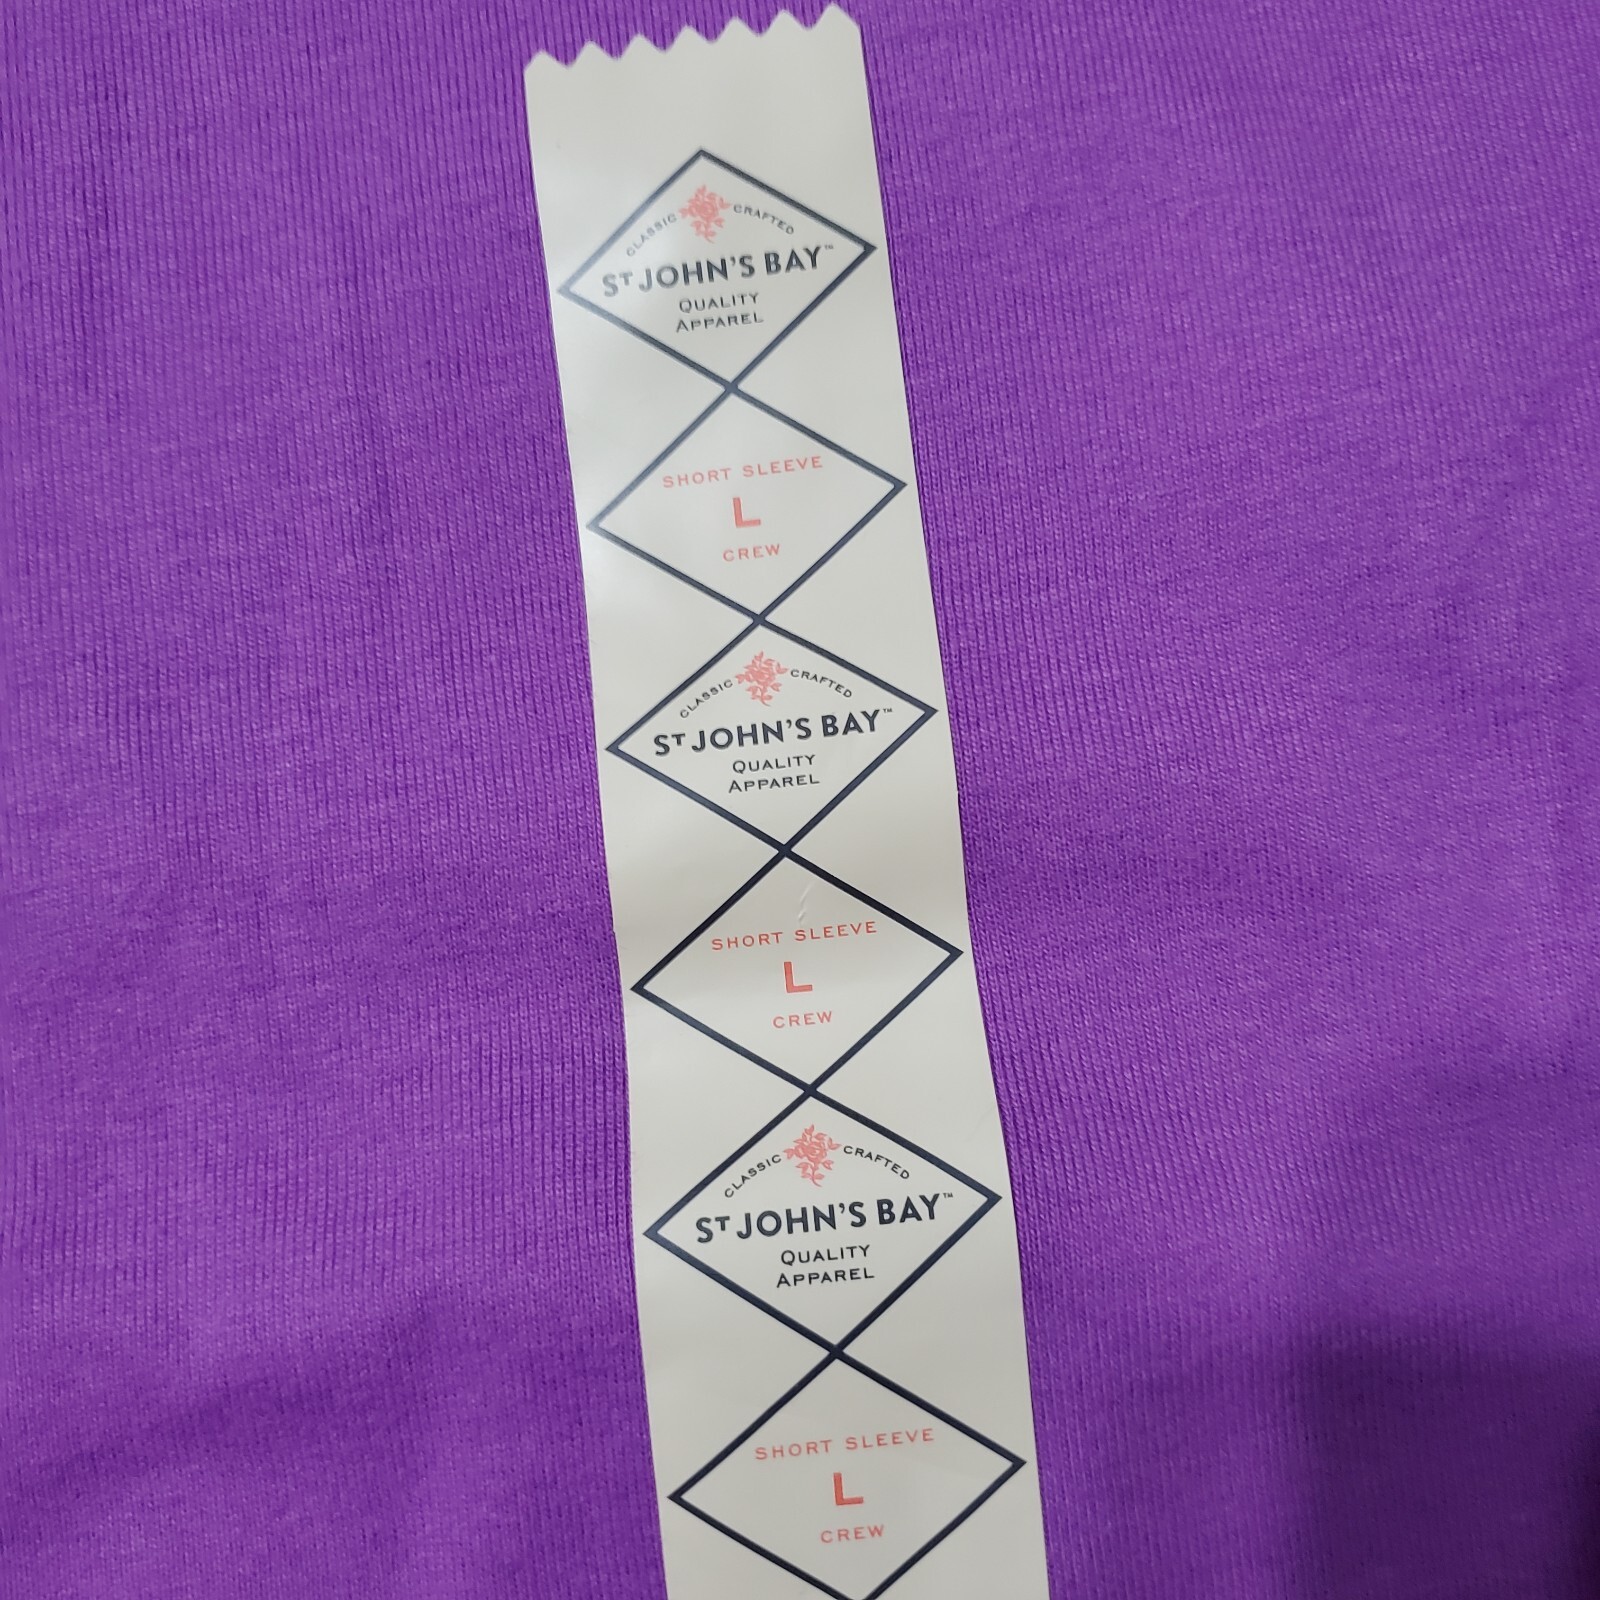 CLASSIC CRAFTED
ST JOHN'S BAY™
QUALITY
APPAREL
SHORT SLEEVE
L
CREW
CLASSIC CRAFTED
ST JOHN'S BAY™
QUALITY
APPAREL
SHORT SLEEVE
L
CREW
CLASSIC CRAFTED
ST JOHN'S BAY™
QUALITY
APPAREL
SHORT SLEEVE
L
CREW